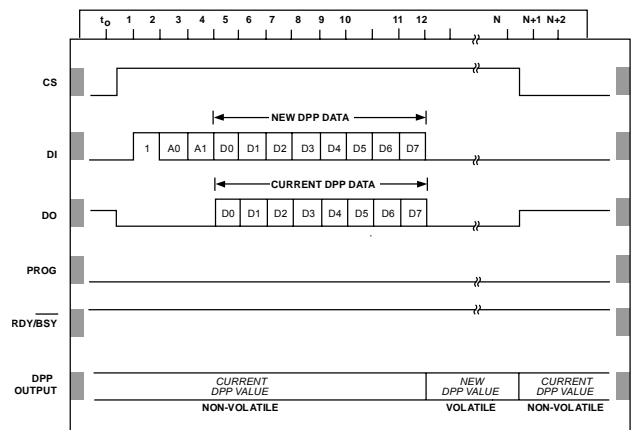 to 1 2 3 4 5 6 7 8 9 10 11 12 N N+1 N+2
CS
NEW DPP DATA
DI 1 A0 A1 D0 D1 D2 D3 D4 D5 D6 D7
CURRENT DPP DATA
DO D0 D1 D2 D3 D4 D5 D6 D7
PROG
RDY/BSY
DPP OUTPUT
CURRENT DPP VALUE
NON-VOLATILE
NEW DPP VALUE
VOLATILE
CURRENT DPP VALUE
NON-VOLATILE